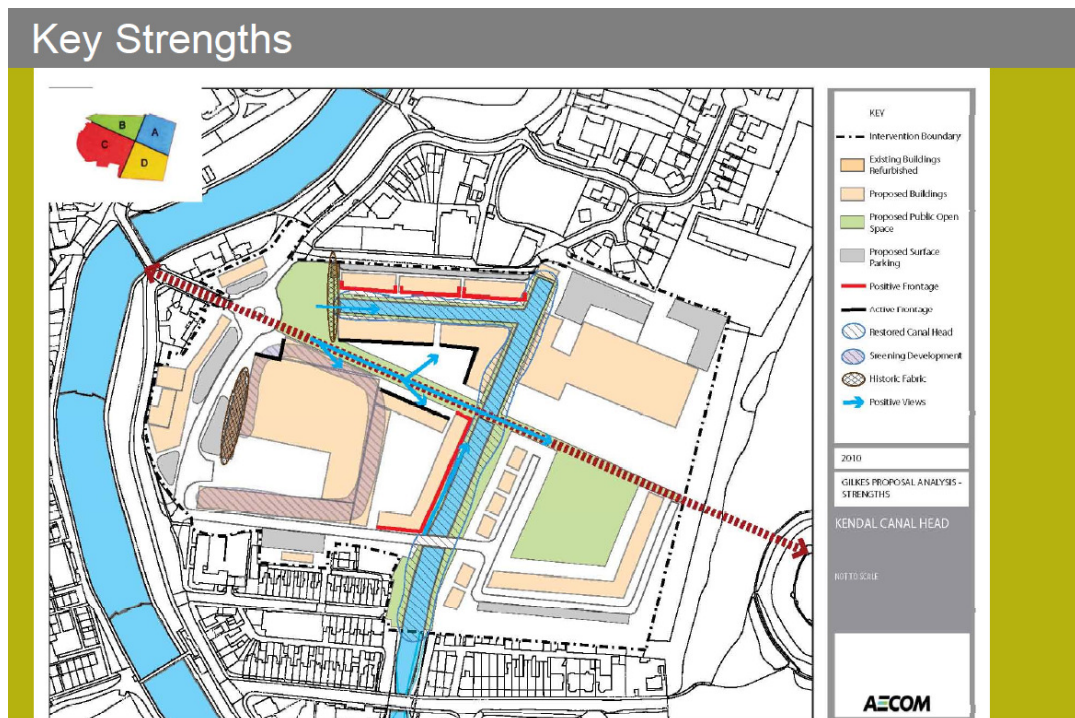 Key Strengths
B
A
C
D
KEY
Intervention Boundary
Existing Buildings
Refurbished
Proposed Buildings
Proposed Public Open
Space
Proposed Surface
Parking
Positive Frontage
Active Frontage
Restored Canal Head
Sreening Development
Historic Fabric
Positive Views
2010
GILKES PROPOSAL ANALYSIS -
STRENGTHS
KENDAL CANAL HEAD
NOT TO SCALE
AECOM